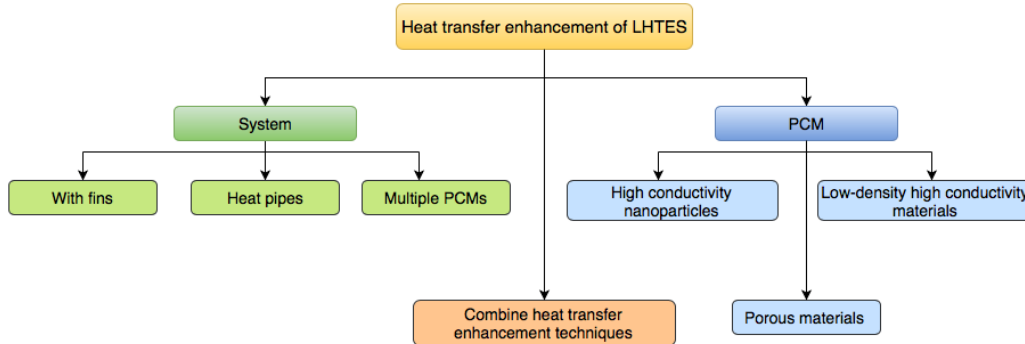 Heat transfer enhancement of LHTES
System
PCM
With fins
Heat pipes
Multiple PCMs
High conductivity
nanoparticles
Low-density high conductivity
materials
Combine heat transfer
enhancement techniques
Porous materials